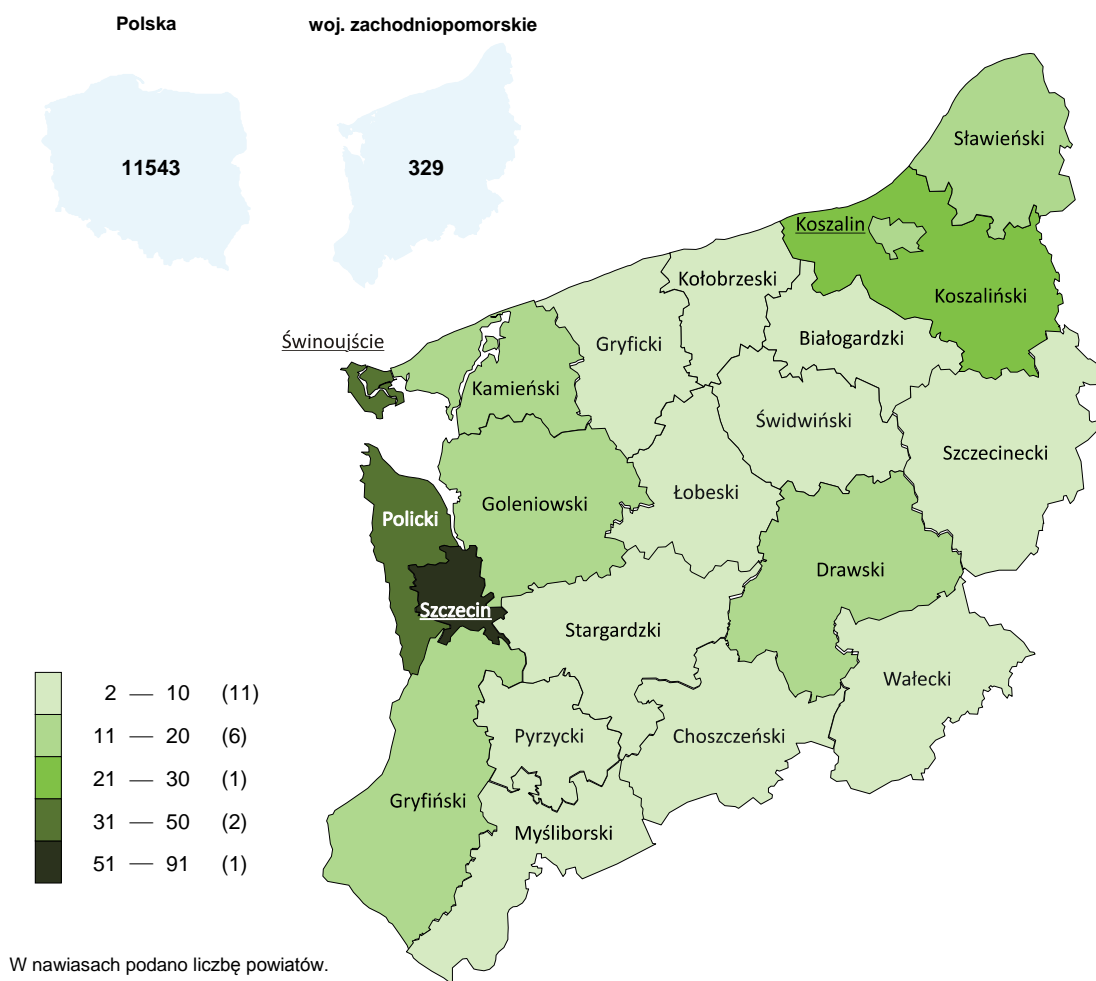 Polska
woj. zachodniopomorskie
11543
329
Sławieński
Koszalin
Kołobrzeski
Koszaliński
Świnoujście
Gryficki
Białogardzki
Kamieński
Świdwiński
Szczecinecki
Łobeski
Goleniowski
Policki
Drawski
Szczecin
Stargardzki
Wałecki
Pyrzycki
Choszczeński
Gryfiński
Myśliborski
2 — 10 (11)
11 — 20 (6)
21 — 30 (1)
31 — 50 (2)
51 — 91 (1)
W nawiasach podano liczbę powiatów.